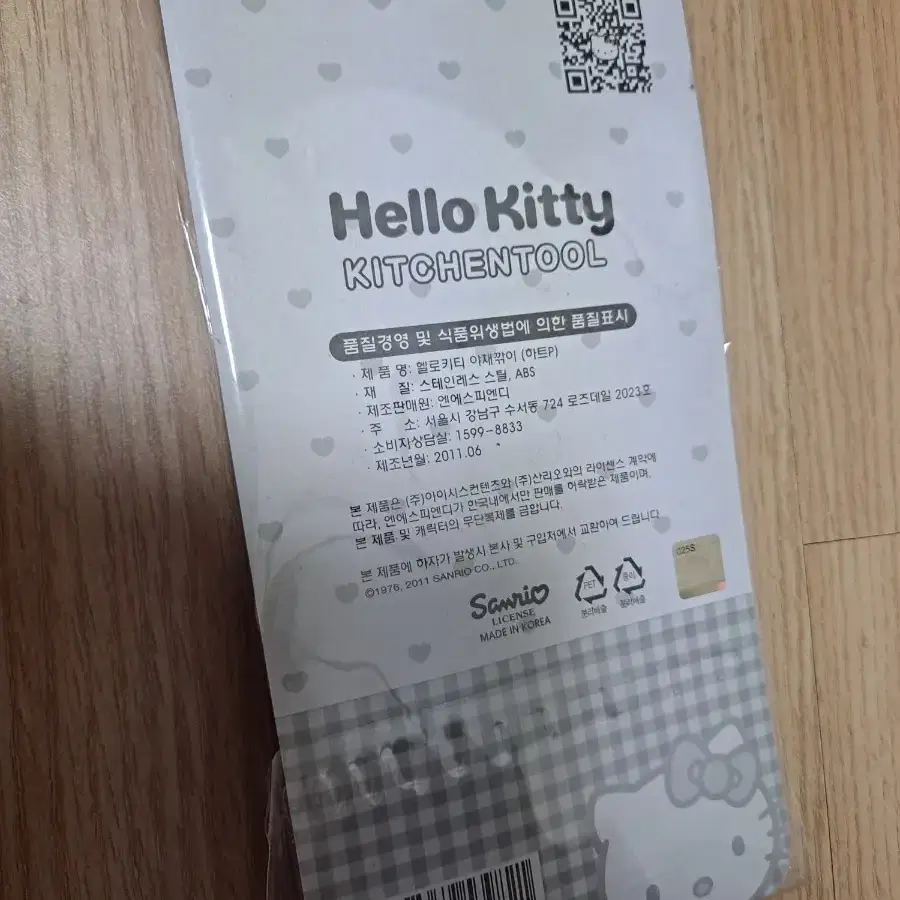 Hello Kitty
KITCHENTOOL
품질경영 및 식품위생법에 의한 품질표시
· 제 품 명: 헬로키티 야채깎이 (하트P)
· 재 질: 스테인레스 스틸, ABS
· 제조판매원: 엔에스피엔디
· 주 소: 서울시 강남구 수서동 724 로즈데일 2023호
· 소비자상담실: 1599-8833
· 제조년월: 2011.06
본 제품은 (주)아이시스컨텐츠와 (주)산리오와의 라이센스 계약에
따라, 엔에스피엔디가 한국내에서만 판매를 허락받은 제품이며,
본 제품 및 캐릭터의 무단복제를 금합니다.
본 제품에 하자가 발생시 본사 및 구입처에서 교환하여 드립니다.
©1976, 2011 SANRIO CO., LTD.
Sanrio
LICENSE
MADE IN KOREA
PET
분리배출
종이
분리배출
025S